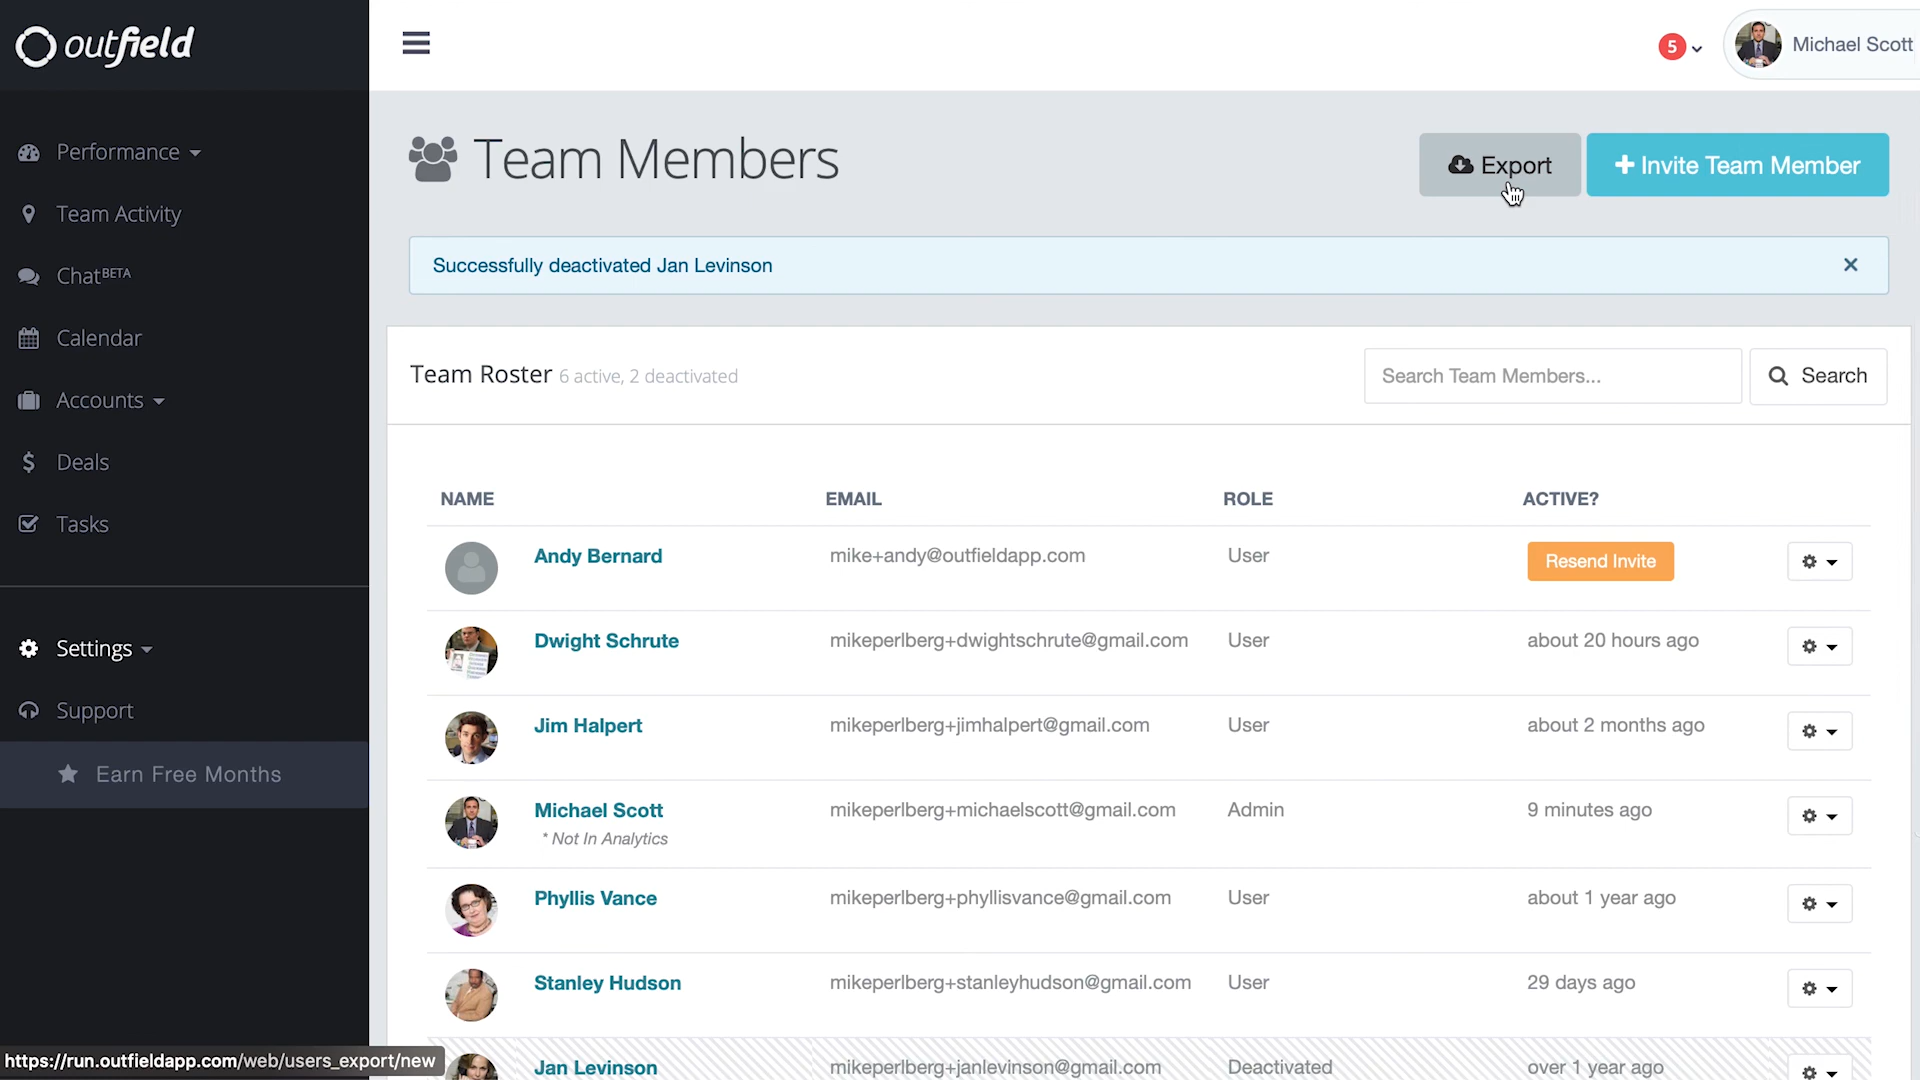 outfield
5
Michael Scott
Performance
Team Activity
Chat BETA
Calendar
Accounts
Deals
Tasks
Settings
Support
Earn Free Months
Team Members
Export
Invite Team Member
Successfully deactivated Jan Levinson
Team Roster 6 active, 2 deactivated
Search Team Members...
Search
NAME EMAIL ROLE ACTIVE?
Andy Bernard mike+andy@outfieldapp.com User Resend Invite
Dwight Schrute mikeperlberg+dwightschrute@gmail.com User about 20 hours ago
Jim Halpert mikeperlberg+jimhalpert@gmail.com User about 2 months ago
Michael Scott mikeperlberg+michaelscott@gmail.com Admin 9 minutes ago
* Not In Analytics
Phyllis Vance mikeperlberg+phyllisvance@gmail.com User about 1 year ago
Stanley Hudson mikeperlberg+stanleyhudson@gmail.com User 29 days ago
Jan Levinson mikeperlberg+janlevinson@gmail.com Deactivated over 1 year ago
https://run.outfieldapp.com/web/users_export/new